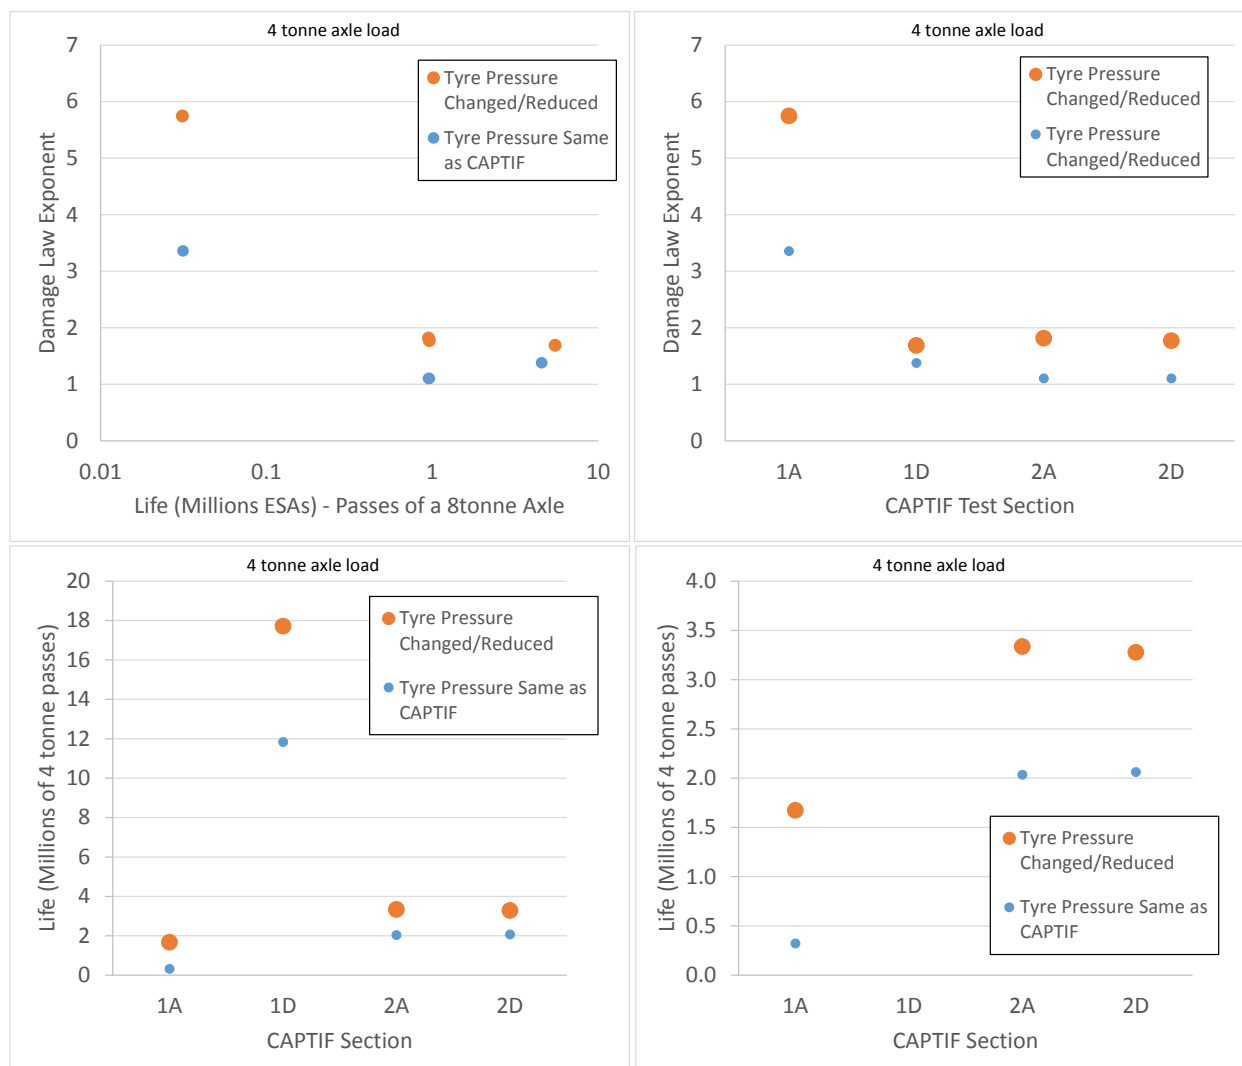 4 tonne axle load
7
6
5
4
3
2
1
0
Damage Law Exponent
Tyre Pressure
Changed/Reduced
Tyre Pressure Same
as CAPTIF
0.01
0.1
1
10
Life (Millions ESAs) - Passes of a 8tonne Axle
4 tonne axle load
7
6
5
4
3
2
1
0
Damage Law Exponent
Tyre Pressure
Changed/Reduced
Tyre Pressure
Changed/Reduced
1A
1D
2A
2D
CAPTIF Test Section
4 tonne axle load
20
18
16
14
12
10
8
6
4
2
0
Life (Millions of 4 tonne passes)
Tyre Pressure
Changed/Reduced
Tyre Pressure Same as
CAPTIF
1A
1D
2A
2D
CAPTIF Section
4 tonne axle load
4.0
3.5
3.0
2.5
2.0
1.5
1.0
0.5
0.0
Life (Millions of 4 tonne passes)
Tyre Pressure
Changed/Reduced
Tyre Pressure Same as
CAPTIF
1A
1D
2A
2D
CAPTIF Section